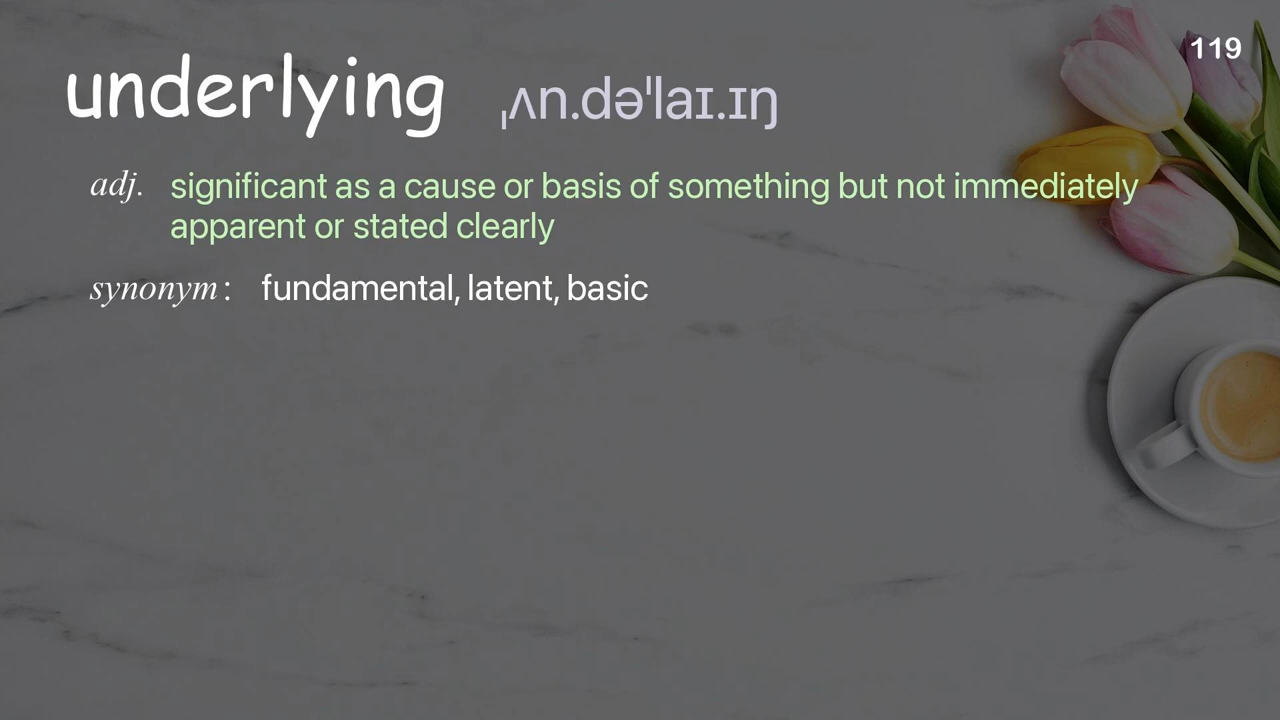 119
underlying ˌʌn.dəˈlaɪ.ɪŋ
adj. significant as a cause or basis of something but not immediately
apparent or stated clearly
synonym: fundamental, latent, basic